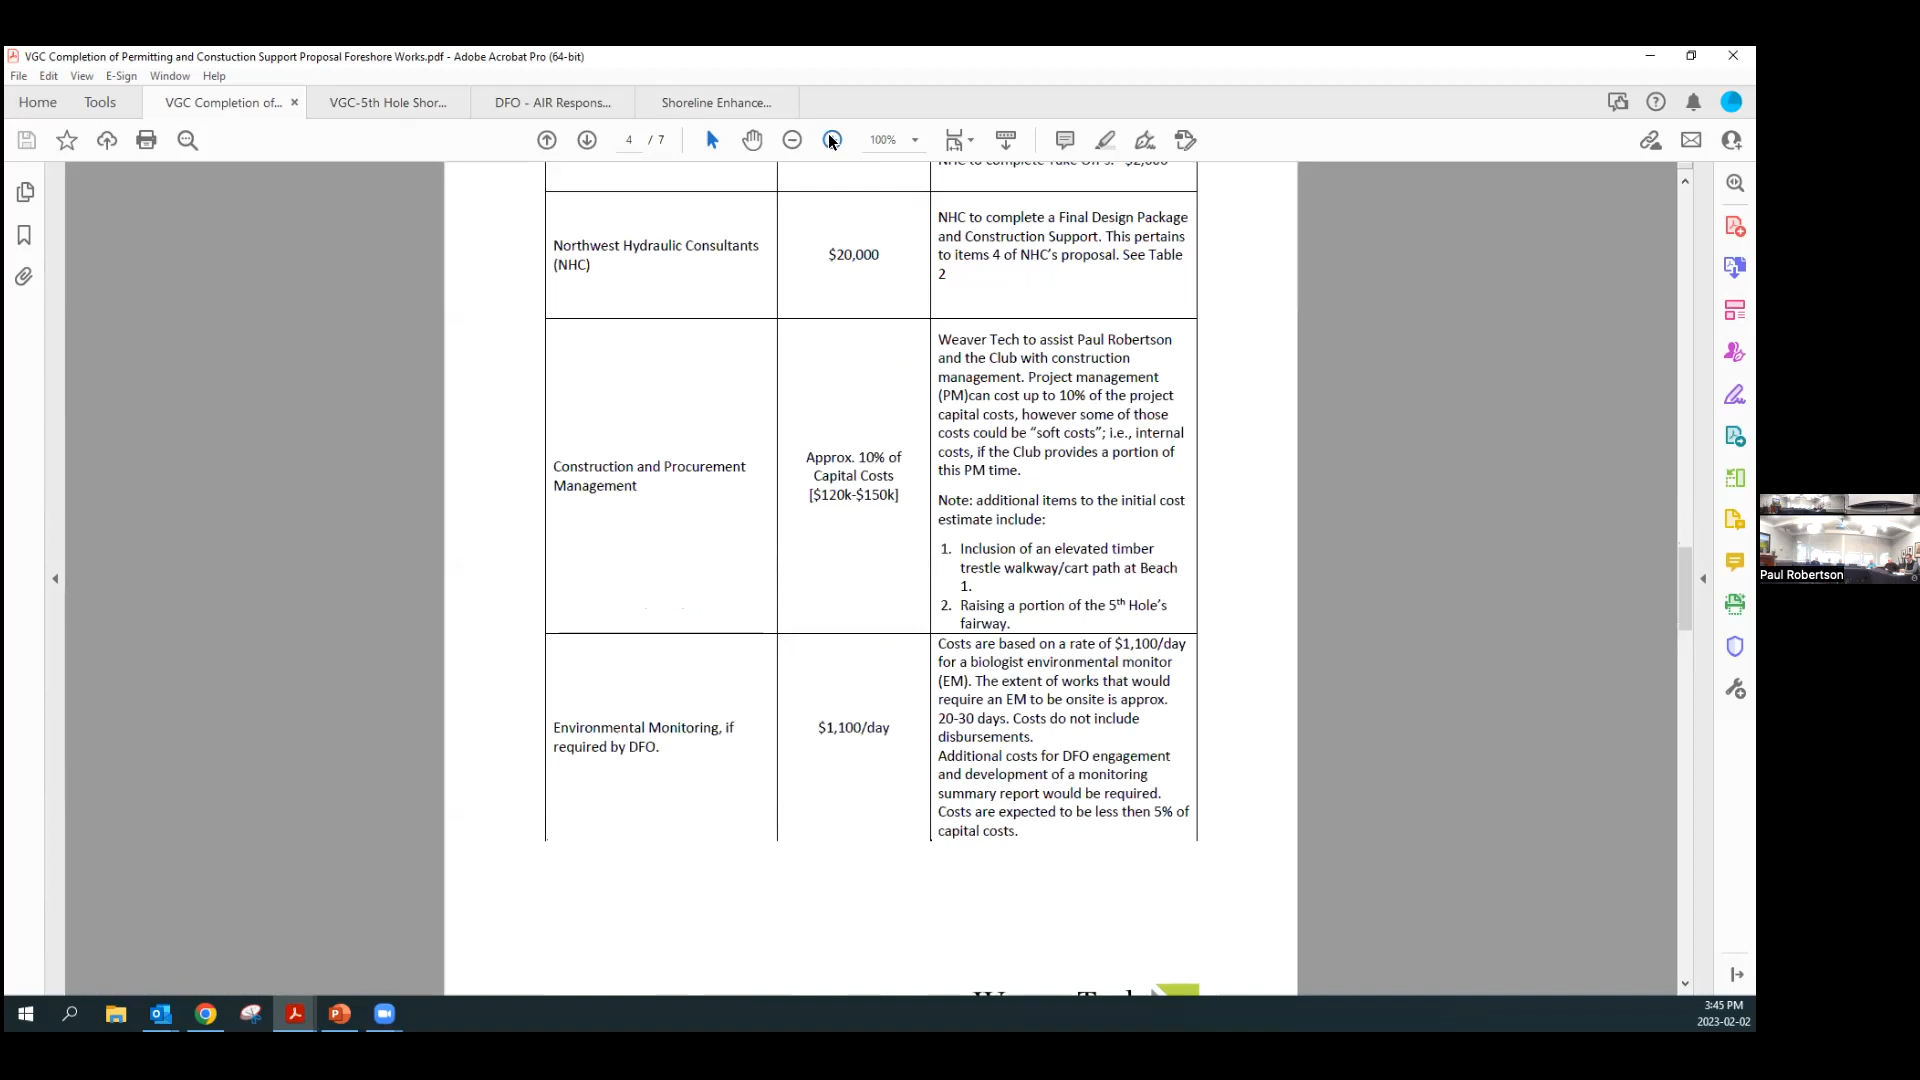 VGC Completion of Permitting and Constuction Support Proposal Foreshore Works.pdf - Adobe Acrobat Pro (64-bit)
File Edit View E-Sign Window Help
Home Tools VGC Completion of... × VGC-5th Hole Shor... DFO - AIR Respons... Shoreline Enhance...
4 / 7 100%
NHC to complete Take Off's. $2,000
Northwest Hydraulic Consultants
(NHC)
$20,000
NHC to complete a Final Design Package
and Construction Support. This pertains
to items 4 of NHC's proposal. See Table
2
Construction and Procurement
Management
Approx. 10% of
Capital Costs
[$120k-$150k]
Weaver Tech to assist Paul Robertson
and the Club with construction
management. Project management
(PM)can cost up to 10% of the project
capital costs, however some of those
costs could be "soft costs"; i.e., internal
costs, if the Club provides a portion of
this PM time.
Note: additional items to the initial cost
estimate include:
1. Inclusion of an elevated timber
trestle walkway/cart path at Beach
1.
2. Raising a portion of the 5th Hole's
fairway.
Environmental Monitoring, if
required by DFO.
$1,100/day
Costs are based on a rate of $1,100/day
for a biologist environmental monitor
(EM). The extent of works that would
require an EM to be onsite is approx.
20-30 days. Costs do not include
disbursements.
Additional costs for DFO engagement
and development of a monitoring
summary report would be required.
Costs are expected to be less then 5% of
capital costs.
Paul Robertson
3:45 PM
2023-02-02